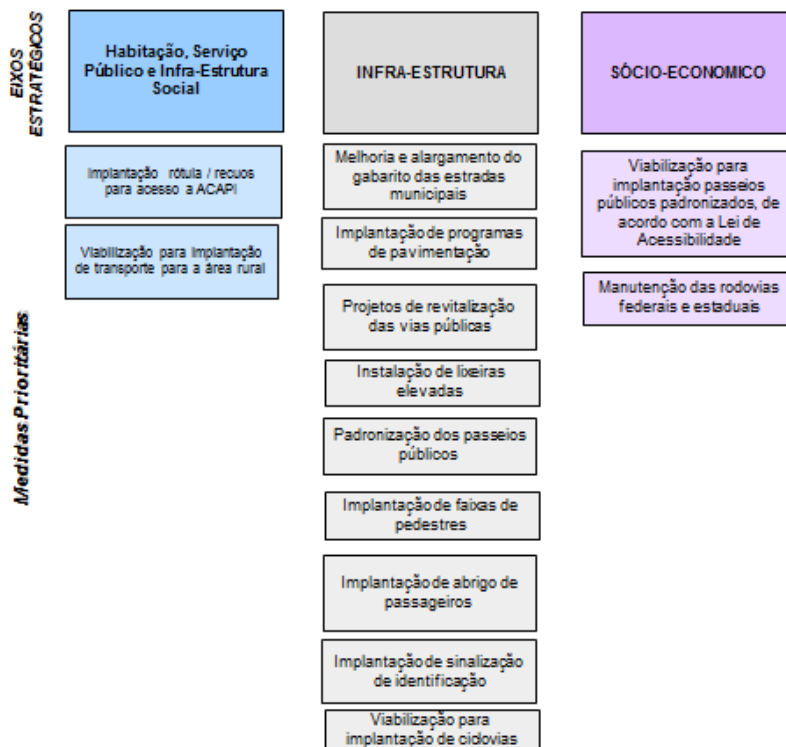 EIXOS
ESTRATÉGICOS
Habitação, Serviço
Público e Infra-Estrutura
Social
INFRA-ESTRUTURA
SÓCIO-ECONOMICO
Medidas Prioritárias
Implantação rótula / recuos
para acesso a ACAPI
Viabilização para implantação
de transporte para a área rural
Melhoria e alargamento do
gabarito das estradas
municipais
Implantação de programas
de pavimentação
Projetos de revitalização
das vias públicas
Instalação de lixeiras
elevadas
Padronização dos passeios
públicos
Implantação de faixas de
pedestres
Implantação de abrigo de
passageiros
Implantação de sinalização
de identificação
Viabilização para
implantação de ciclovias
Viabilização para
implantação passeios
públicos padronizados, de
acordo com a Lei de
Acessibilidade
Manutenção das rodovias
federais e estaduais